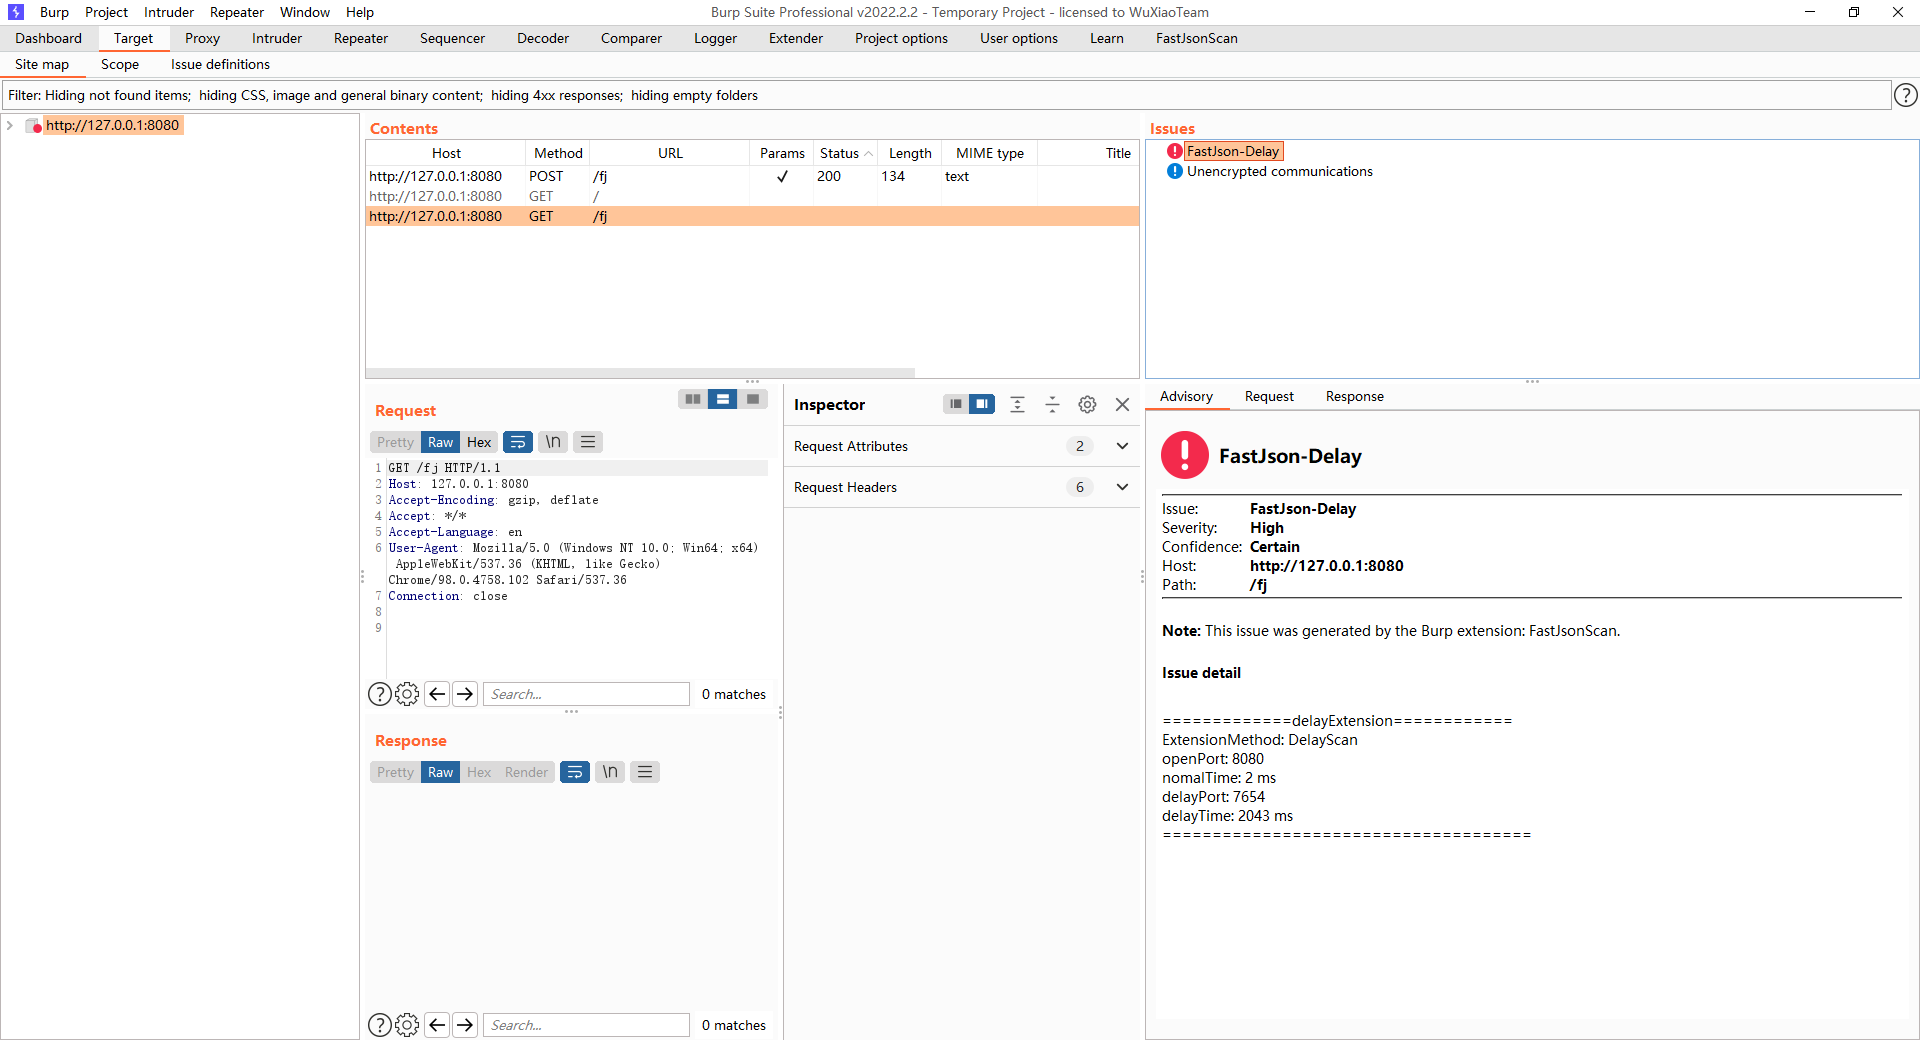 Burp Project Intruder Repeater Window Help
Burp Suite Professional v2022.2.2 - Temporary Project - licensed to WuXiaoTeam
Dashboard Target Proxy Intruder Repeater Sequencer Decoder Comparer Logger Extender Project options User options Learn FastJsonScan
Site map Scope Issue definitions
Filter: Hiding not found items; hiding CSS, image and general binary content; hiding 4xx responses; hiding empty folders
http://127.0.0.1:8080
Contents
Host Method URL Params Status Length MIME type Title
http://127.0.0.1:8080 POST /fj ✓ 200 134 text
http://127.0.0.1:8080 GET /
http://127.0.0.1:8080 GET /fj
Request
Pretty Raw Hex \n
1 GET /fj HTTP/1.1
2 Host: 127.0.0.1:8080
3 Accept-Encoding: gzip, deflate
4 Accept: */*
5 Accept-Language: en
6 User-Agent: Mozilla/5.0 (Windows NT 10.0; Win64; x64)
AppleWebKit/537.36 (KHTML, like Gecko)
Chrome/98.0.4758.102 Safari/537.36
7 Connection: close
8
9
Search... 0 matches
Response
Pretty Raw Hex Render \n
Search... 0 matches
Inspector
Request Attributes 2
Request Headers 6
Issues
FastJson-Delay
Unencrypted communications
Advisory Request Response
FastJson-Delay
Issue: FastJson-Delay
Severity: High
Confidence: Certain
Host: http://127.0.0.1:8080
Path: /fj
Note: This issue was generated by the Burp extension: FastJsonScan.
Issue detail
=============delayExtension============
ExtensionMethod: DelayScan
openPort: 8080
nomalTime: 2 ms
delayPort: 7654
delayTime: 2043 ms
=====================================